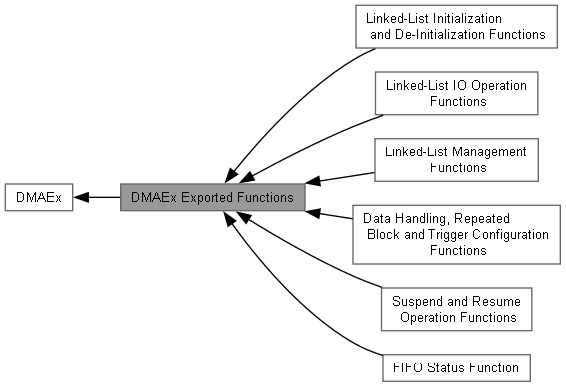 Linked-List Initialization
and De-Initialization Functions
Linked-List IO Operation
Functions
Linked-List Management
Functions
DMAEx
DMAEx Exported Functions
Data Handling, Repeated
Block and Trigger Configuration
Functions
Suspend and Resume
Operation Functions
FIFO Status Function